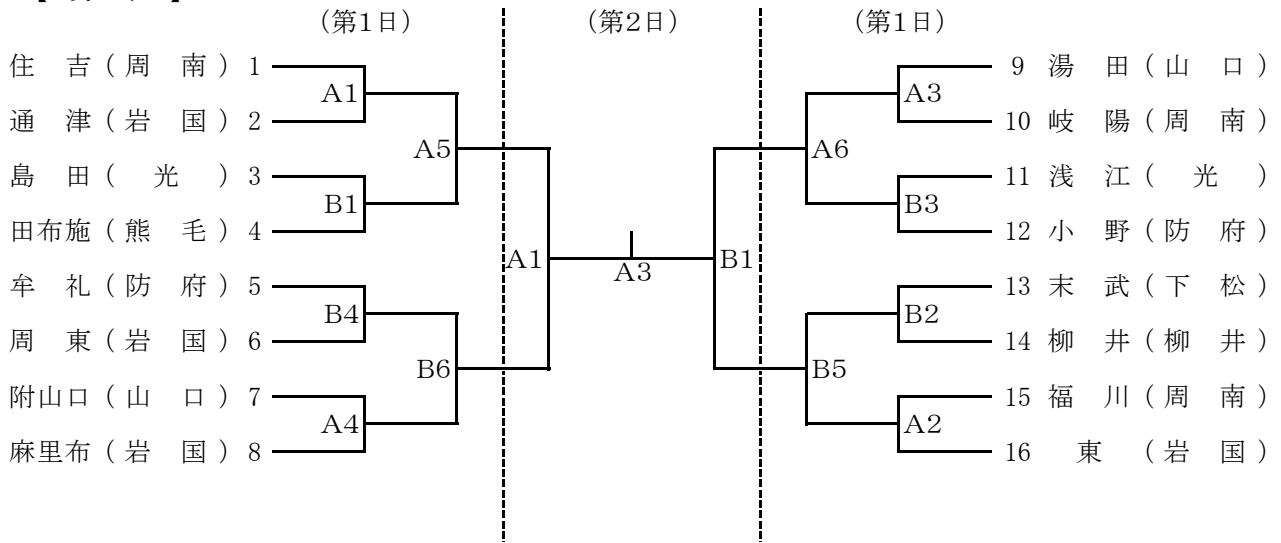 (第1日) (第2日) (第1日)
住 吉(周 南) 1 9 湯 田(山 口)
A1 A3
通 津(岩 国) 2 10 岐 陽(周 南)
A5 A6
島 田( 光 ) 3 11 浅 江( 光 )
B1 B3
田布施(熊 毛) 4 12 小 野(防 府)
A1 A3 B1
牟 礼(防 府) 5 13 末 武(下 松)
B4 B2
周 東(岩 国) 6 14 柳 井(柳 井)
B6 B5
附山口(山 口) 7 15 福 川(周 南)
A4 A2
麻里布(岩 国) 8 16 東 (岩 国)